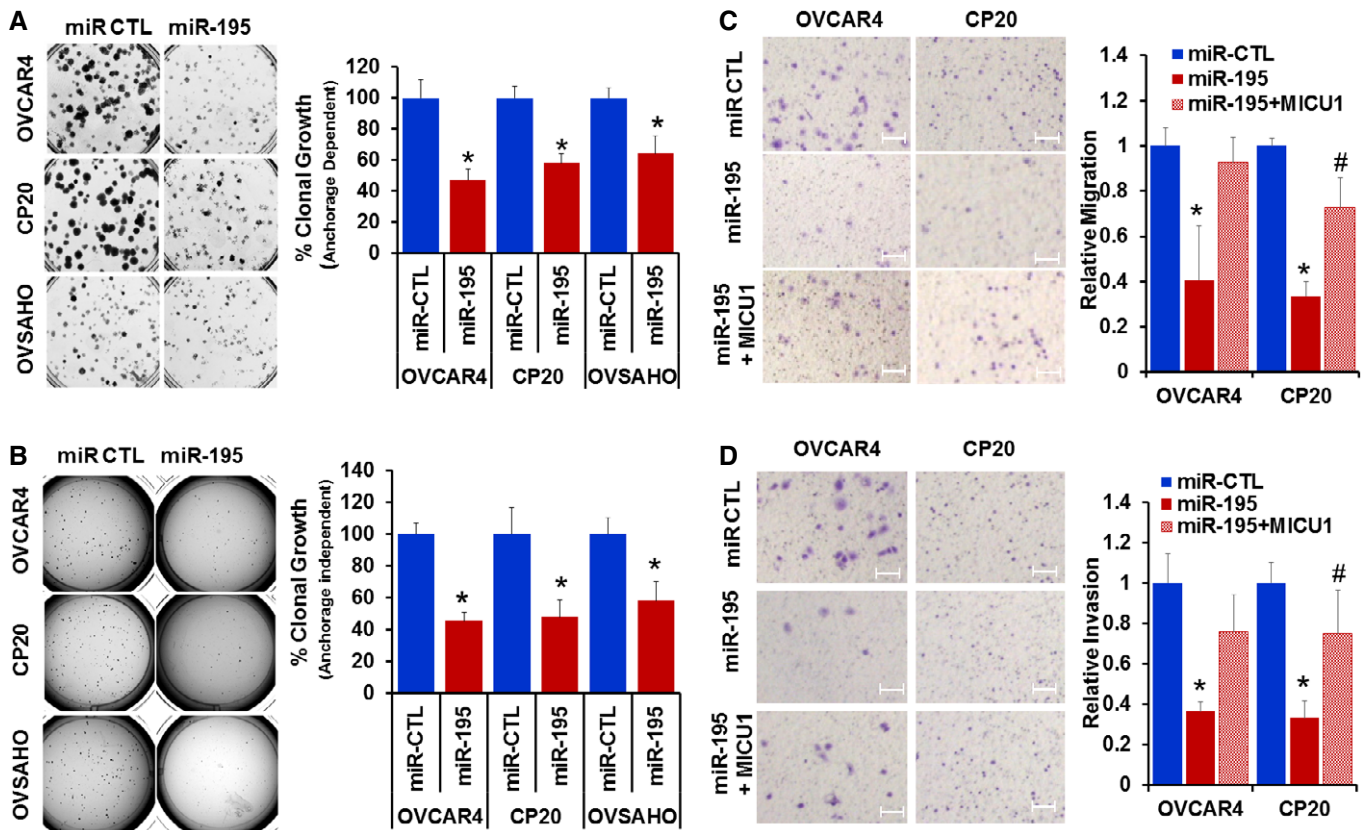 A
miR CTL miR-195
OVCAR4
CP20
OVSAHO
% Clonal Growth
(Anchorage Dependent)
120
100
80
60
40
20
0
*
*
*
miR-CTL
miR-195
miR-CTL
miR-195
miR-CTL
miR-195
OVCAR4 CP20 OVSAHO
B
miR CTL miR-195
OVCAR4
CP20
OVSAHO
% Clonal Growth
(Anchorage independent)
140
120
100
80
60
40
20
0
*
*
*
miR-CTL
miR-195
miR-CTL
miR-195
miR-CTL
miR-195
OVCAR4 CP20 OVSAHO
C
OVCAR4 CP20
miR CTL
miR-195
miR-195
+ MICU1
Relative Migration
1.4
1.2
1
0.8
0.6
0.4
0.2
0
miR-CTL
miR-195
miR-195+MICU1
*
*
#
OVCAR4 CP20
D
OVCAR4 CP20
miR CTL
miR-195
miR-195
+ MICU1
Relative Invasion
1.4
1.2
1
0.8
0.6
0.4
0.2
0
miR-CTL
miR-195
miR-195+MICU1
*
*
#
OVCAR4 CP20